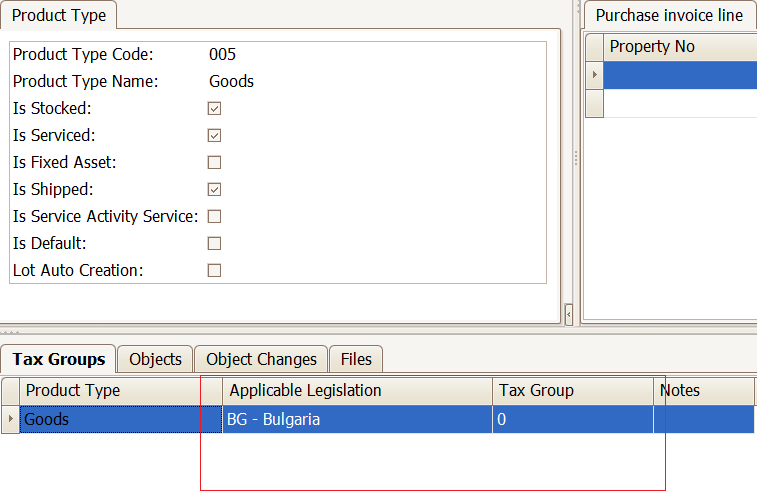 Product Type
Product Type Code: 005
Product Type Name: Goods
Is Stocked:
Is Serviced:
Is Fixed Asset:
Is Shipped:
Is Service Activity Service:
Is Default:
Lot Auto Creation:
Purchase invoice line
Property No
Tax Groups Objects Object Changes Files
Product Type Applicable Legislation Tax Group Notes
Goods BG - Bulgaria 0